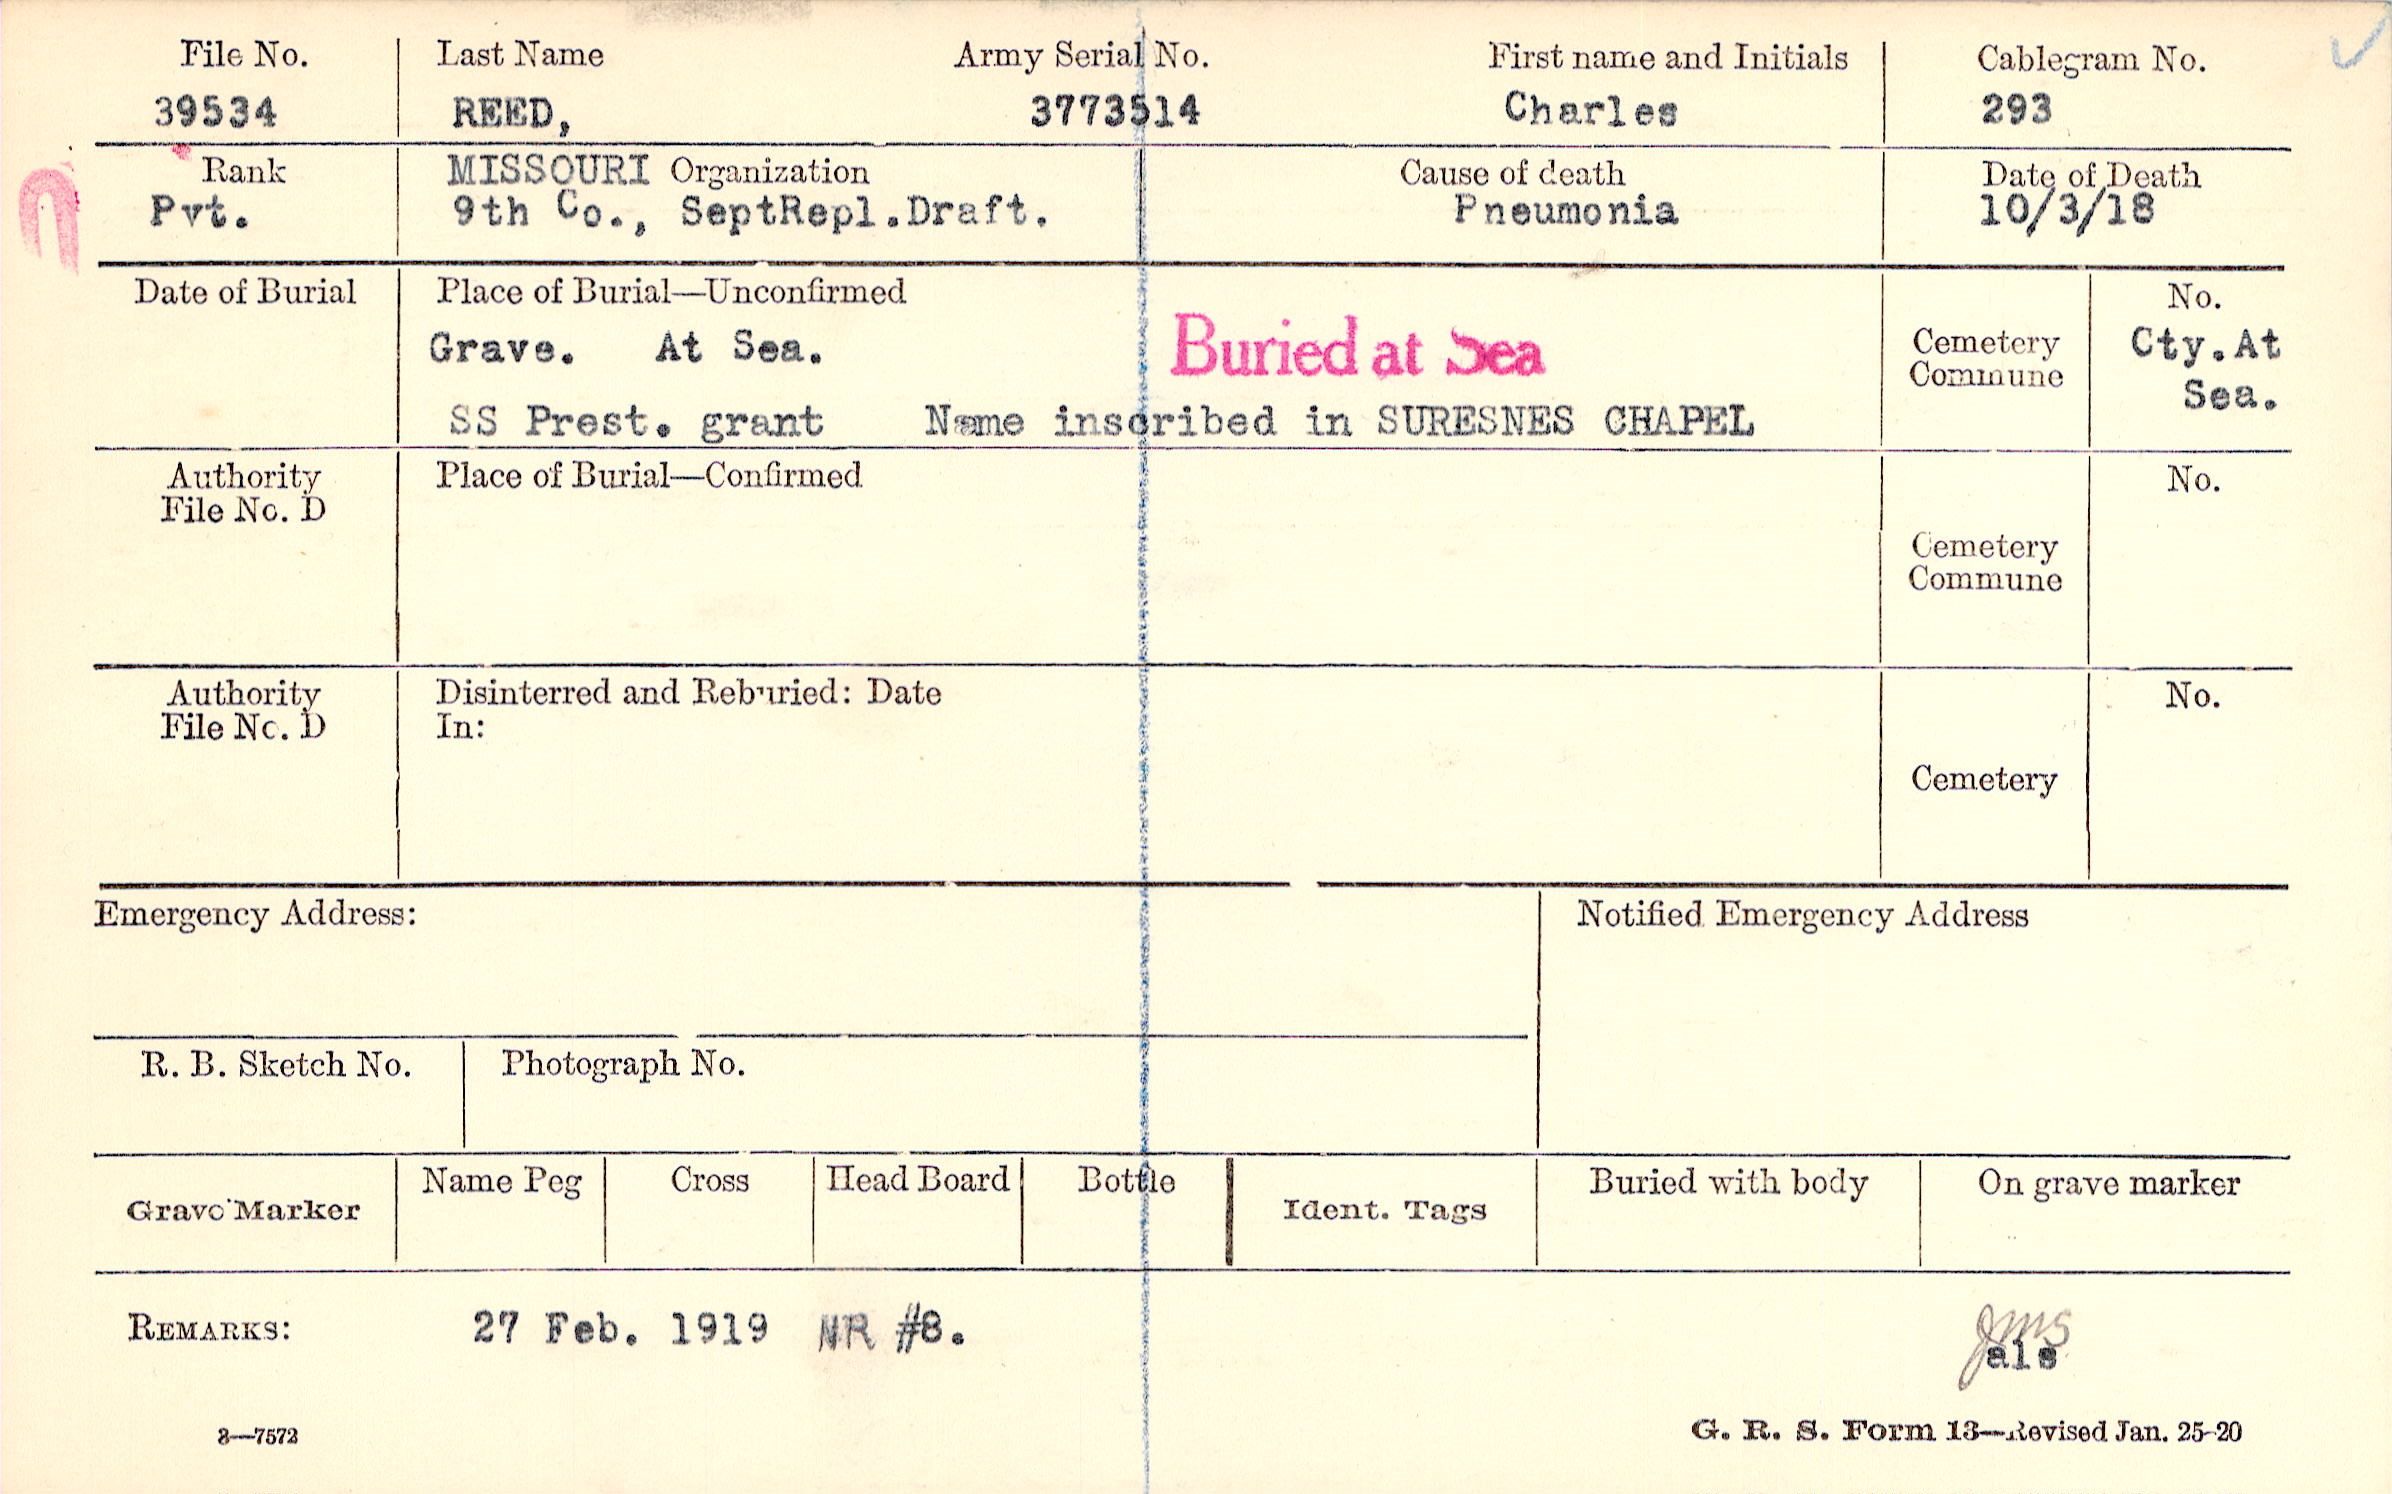 File No. Last Name Army Serial No. First name and Initials Cablegram No.
39534 REED, 3773514 Charles 293
Rank MISSOURI Organization Cause of death Date of Death
Pvt. 9th Co., SeptRepl.Draft. Pneumonia 10/3/18
Date of Burial Place of Burial—Unconfirmed No.
Grave. At Sea. Buried at Sea Cemetery Commune Cty.At Sea.
SS Prest. grant Name inscribed in SURESNES CHAPEL
Authority File No. D Place of Burial—Confirmed No.
Cemetery Commune
Authority File No. D Disinterred and Reburied: Date No.
In:
Cemetery
Emergency Address: Notified Emergency Address
R. B. Sketch No. Photograph No.
Grave Marker Name Peg Cross Head Board Bottle Ident. Tags Buried with body On grave marker
REMARKS: 27 Feb. 1919 NR #8.
JMS
als
3—7572 G. R. S. Form 13—Revised Jan. 25-20